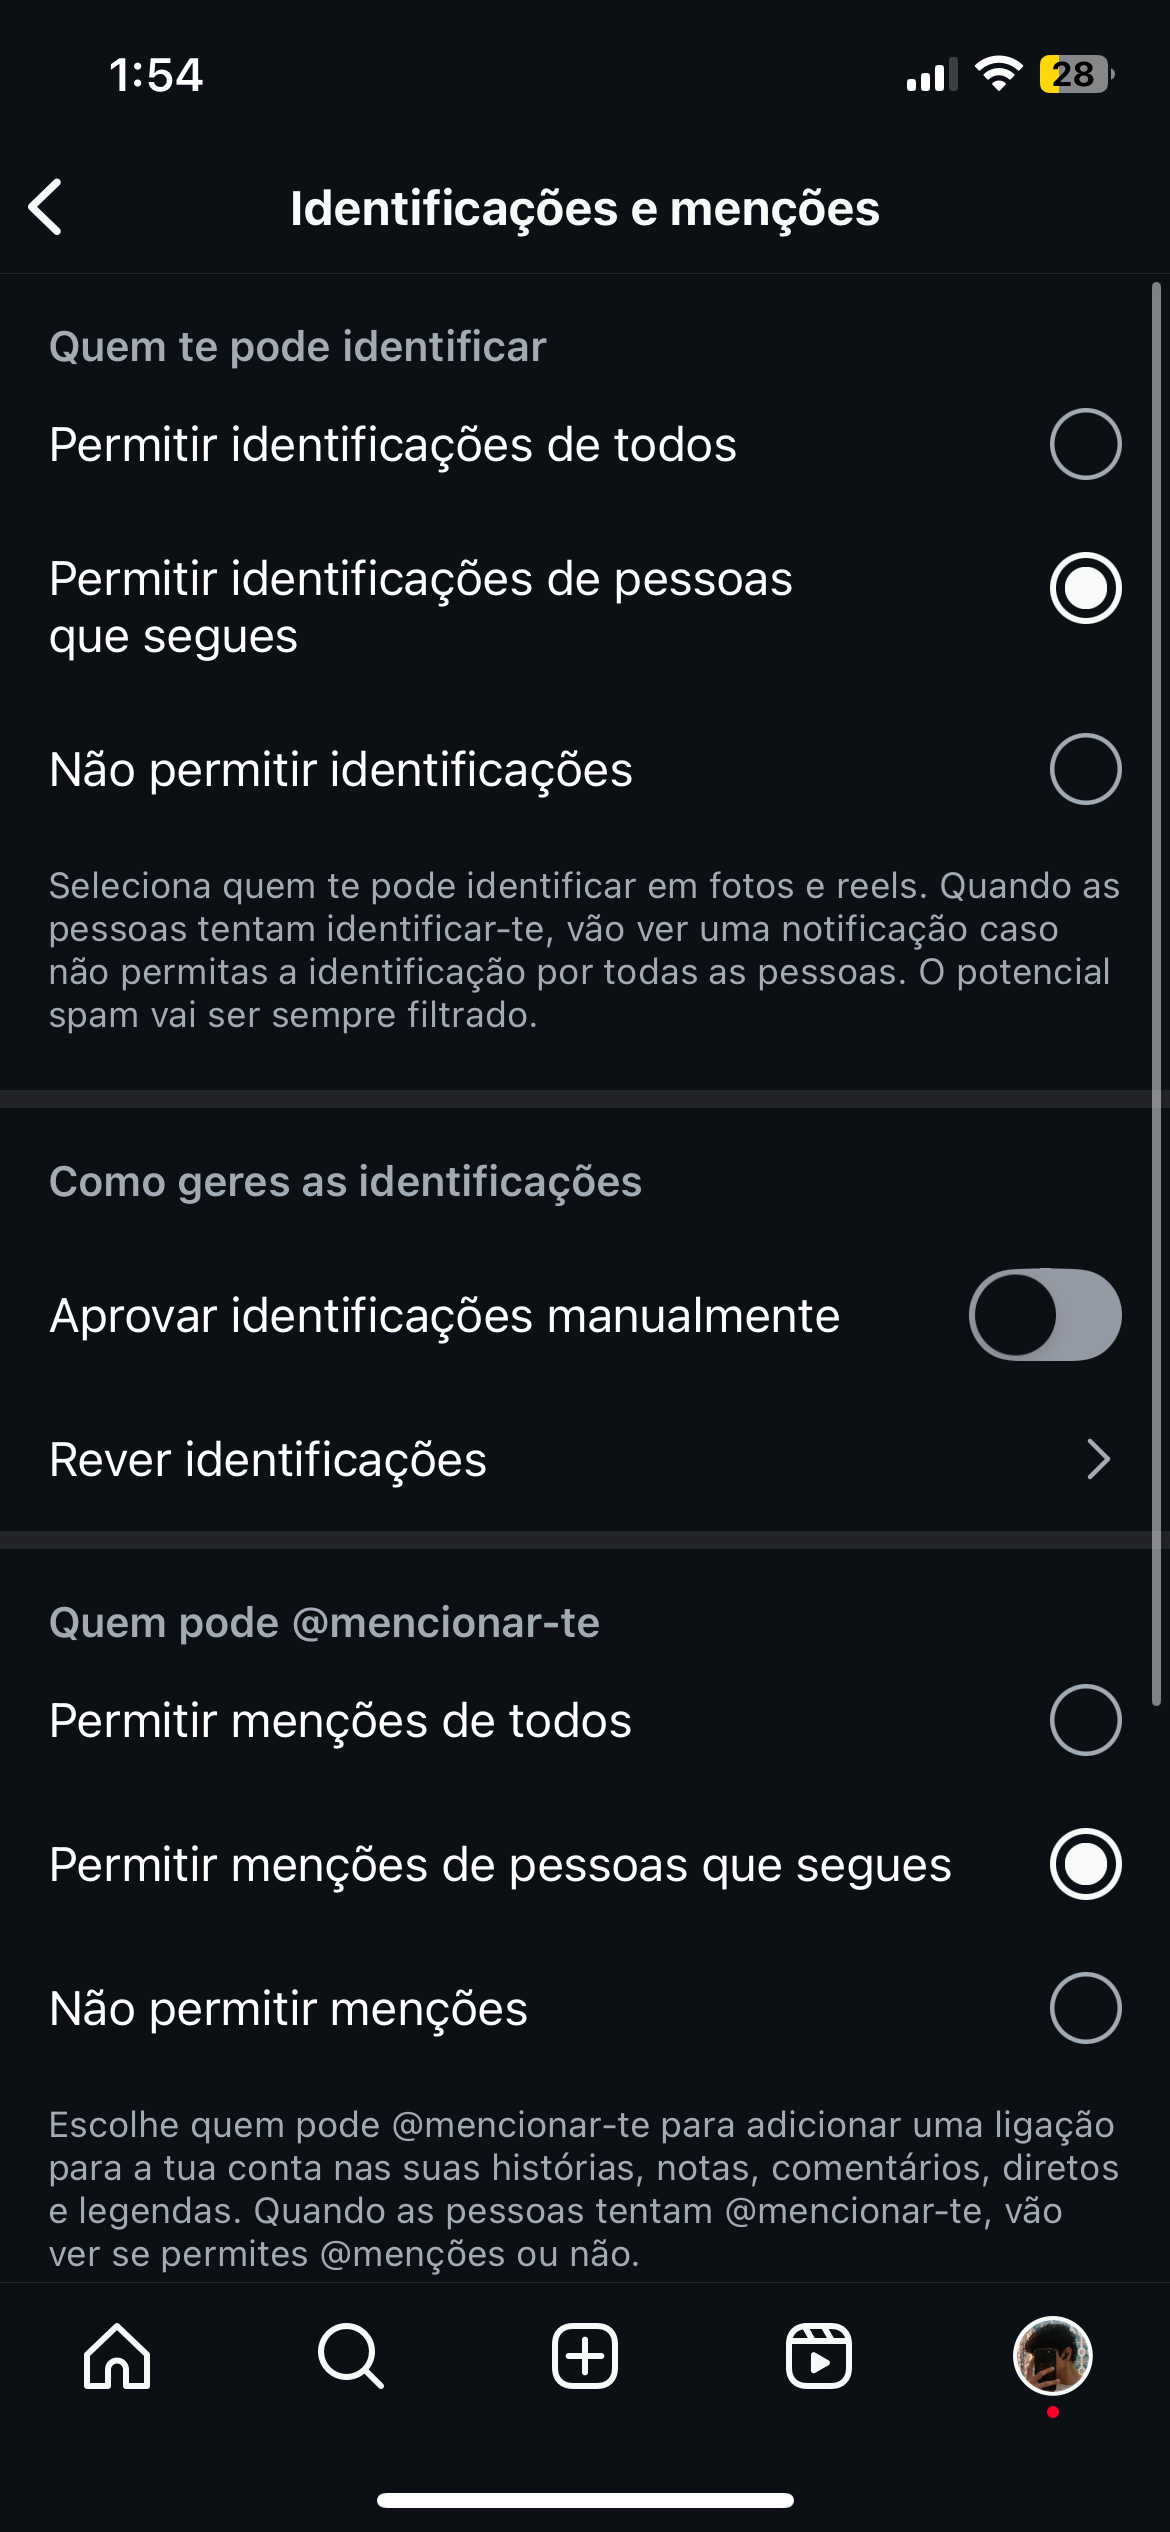 1:54
28
Identificações e menções
Quem te pode identificar
Permitir identificações de todos
Permitir identificações de pessoas
que segues
Não permitir identificações
Seleciona quem te pode identificar em fotos e reels. Quando as
pessoas tentam identificar-te, vão ver uma notificação caso
não permitas a identificação por todas as pessoas. O potencial
spam vai ser sempre filtrado.
Como geres as identificações
Aprovar identificações manualmente
Rever identificações
Quem pode @mencionar-te
Permitir menções de todos
Permitir menções de pessoas que segues
Não permitir menções
Escolhe quem pode @mencionar-te para adicionar uma ligação
para a tua conta nas suas histórias, notas, comentários, diretos
e legendas. Quando as pessoas tentam @mencionar-te, vão
ver se permites @menções ou não.